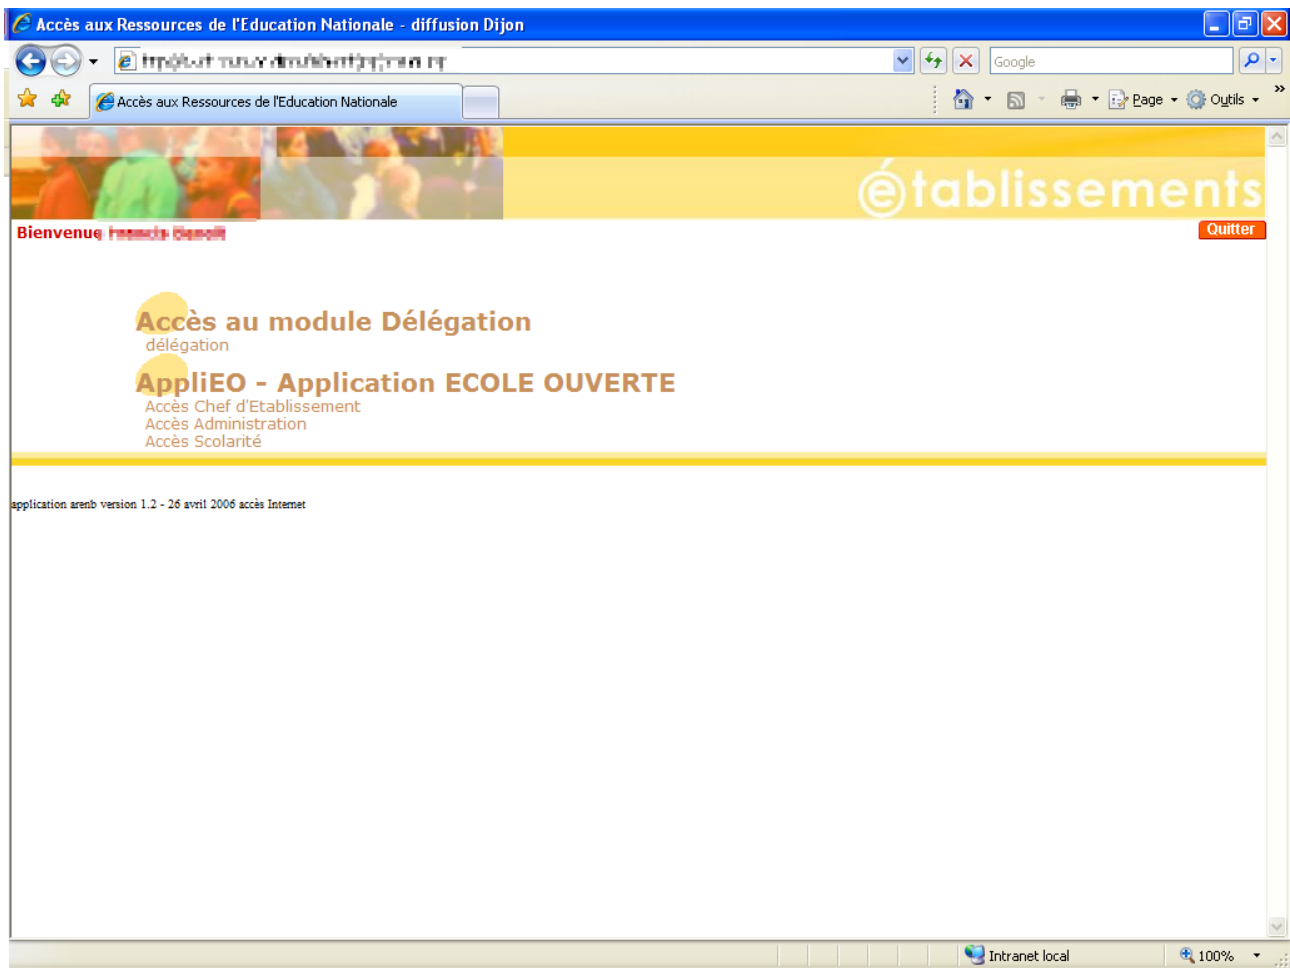 Accès aux Ressources de l'Education Nationale - diffusion Dijon
Google
Accès aux Ressources de l'Education Nationale
Page
Outils
établissements
Bienvenue
Quitter
Accès au module Délégation
délégation
AppliEO - Application ECOLE OUVERTE
Accès Chef d'Etablissement
Accès Administration
Accès Scolarité
application arenb version 1.2 - 26 avril 2006 accès Internet
Intranet local
100%